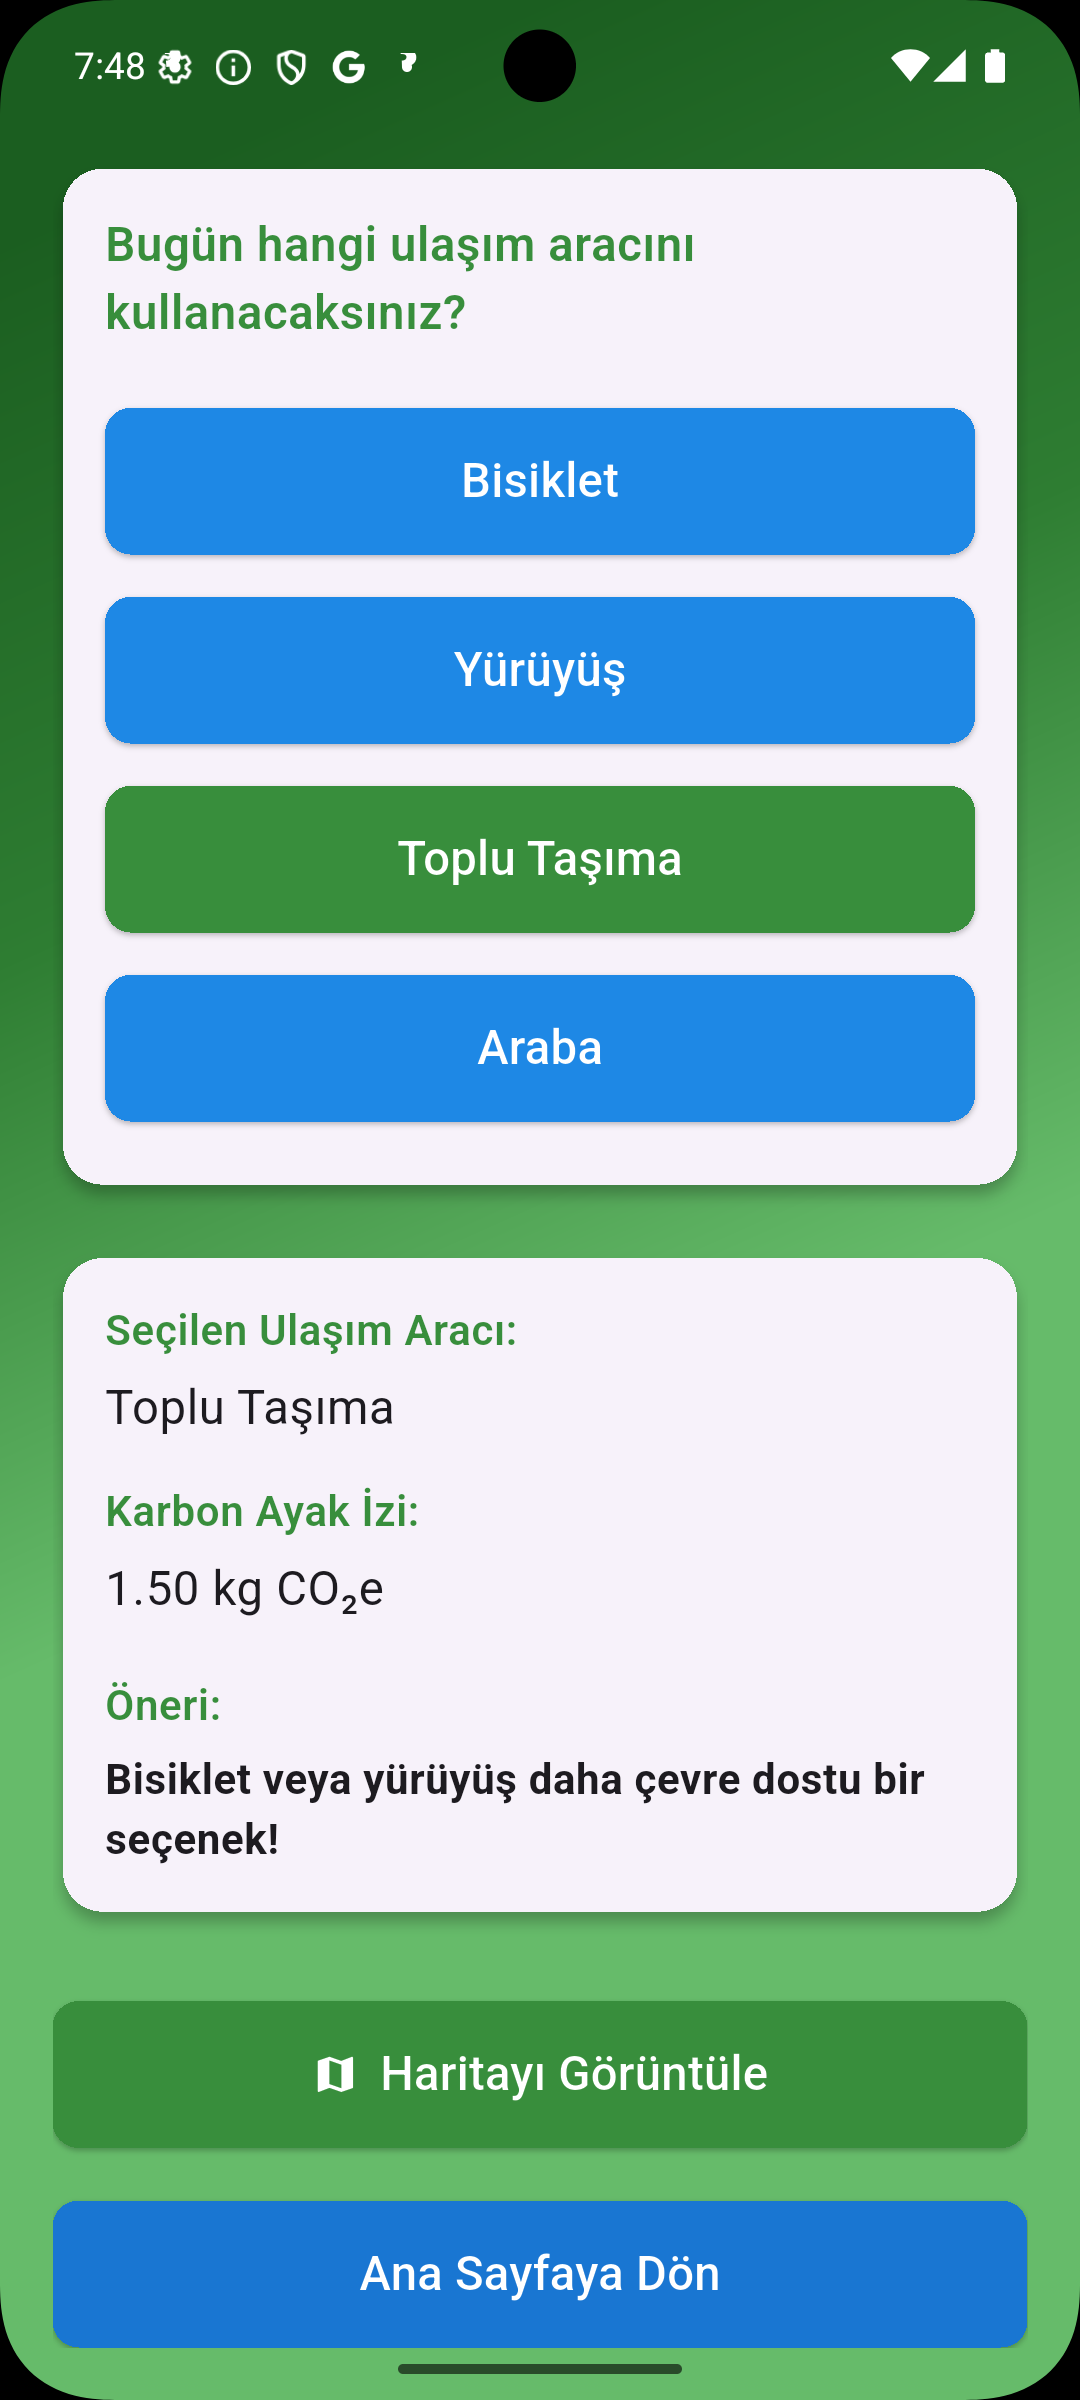 7:48
Bugün hangi ulaşım aracını
kullanacaksınız?
Bisiklet
Yürüyüş
Toplu Taşıma
Araba
Seçilen Ulaşım Aracı:
Toplu Taşıma
Karbon Ayak İzi:
1.50 kg CO₂e
Öneri:
Bisiklet veya yürüyüş daha çevre dostu bir
seçenek!
Haritayı Görüntüle
Ana Sayfaya Dön